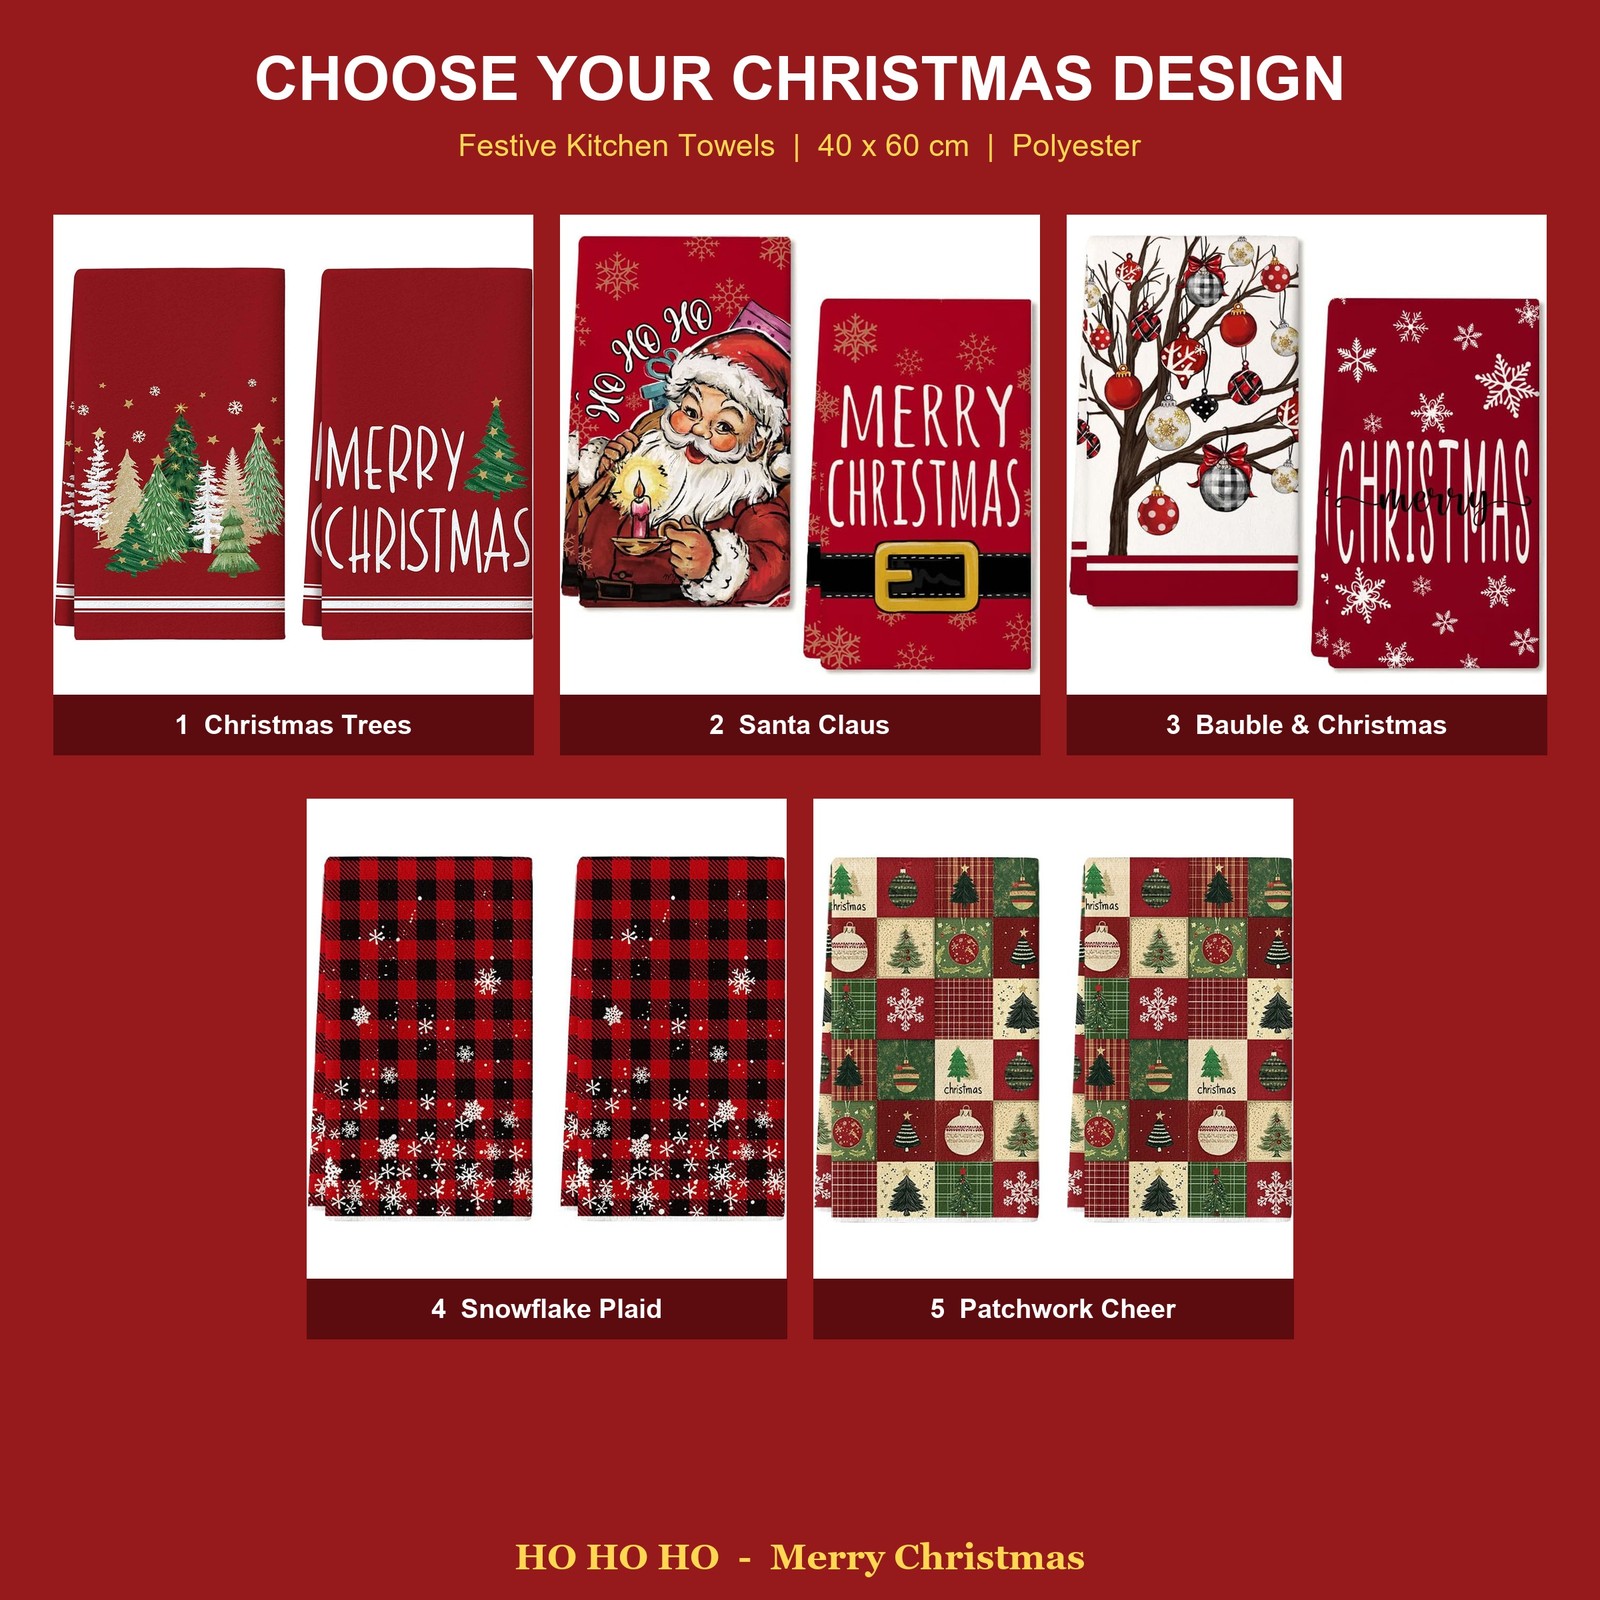 CHOOSE YOUR CHRISTMAS DESIGN
Festive Kitchen Towels | 40 x 60 cm | Polyester
MERRY
CHRISTMAS
HO HO HO
MERRY
CHRISTMAS
CHRISTMAS
merry
1 Christmas Trees
2 Santa Claus
3 Bauble & Christmas
christmas
christmas
christmas
christmas
4 Snowflake Plaid
5 Patchwork Cheer
HO HO HO - Merry Christmas